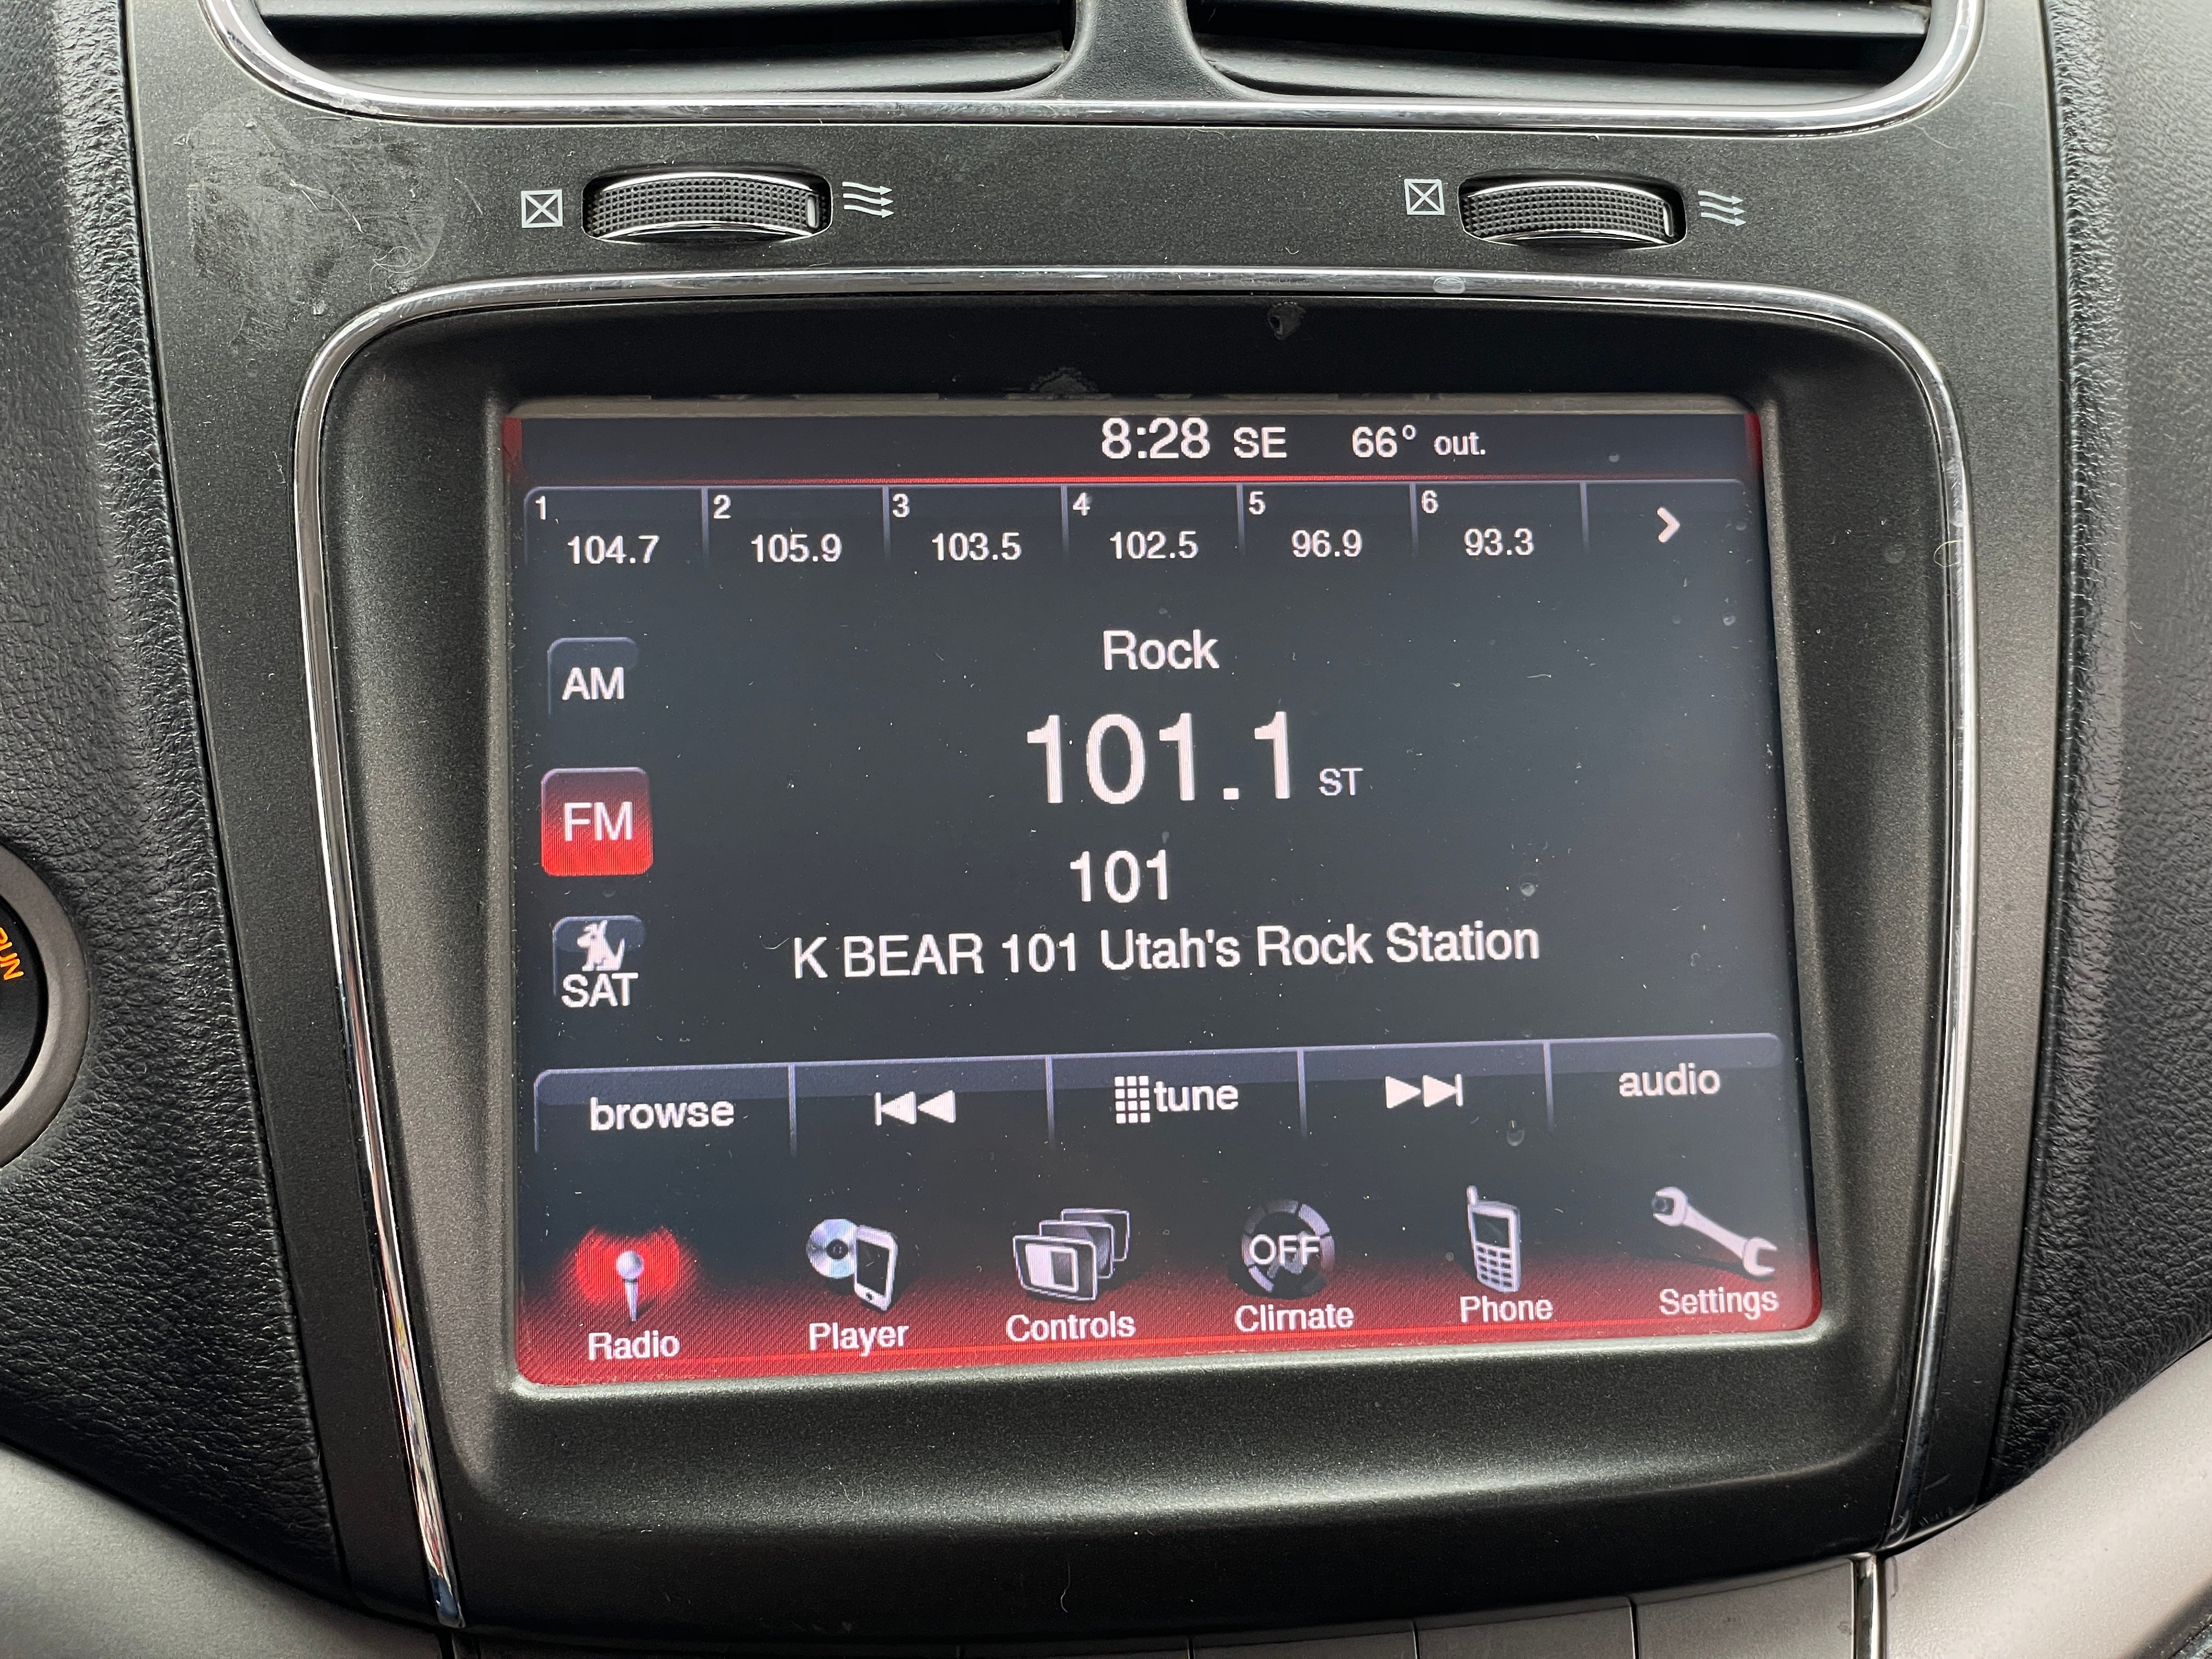 8:28 SE 66° out.
1 2 3 4 5 6
104.7 105.9 103.5 102.5 96.9 93.3 >
Rock
AM
101.1 ST
FM
101
K BEAR 101 Utah's Rock Station
SAT
browse tune audio
OFF
Radio Player Controls Climate Phone Settings
RUN